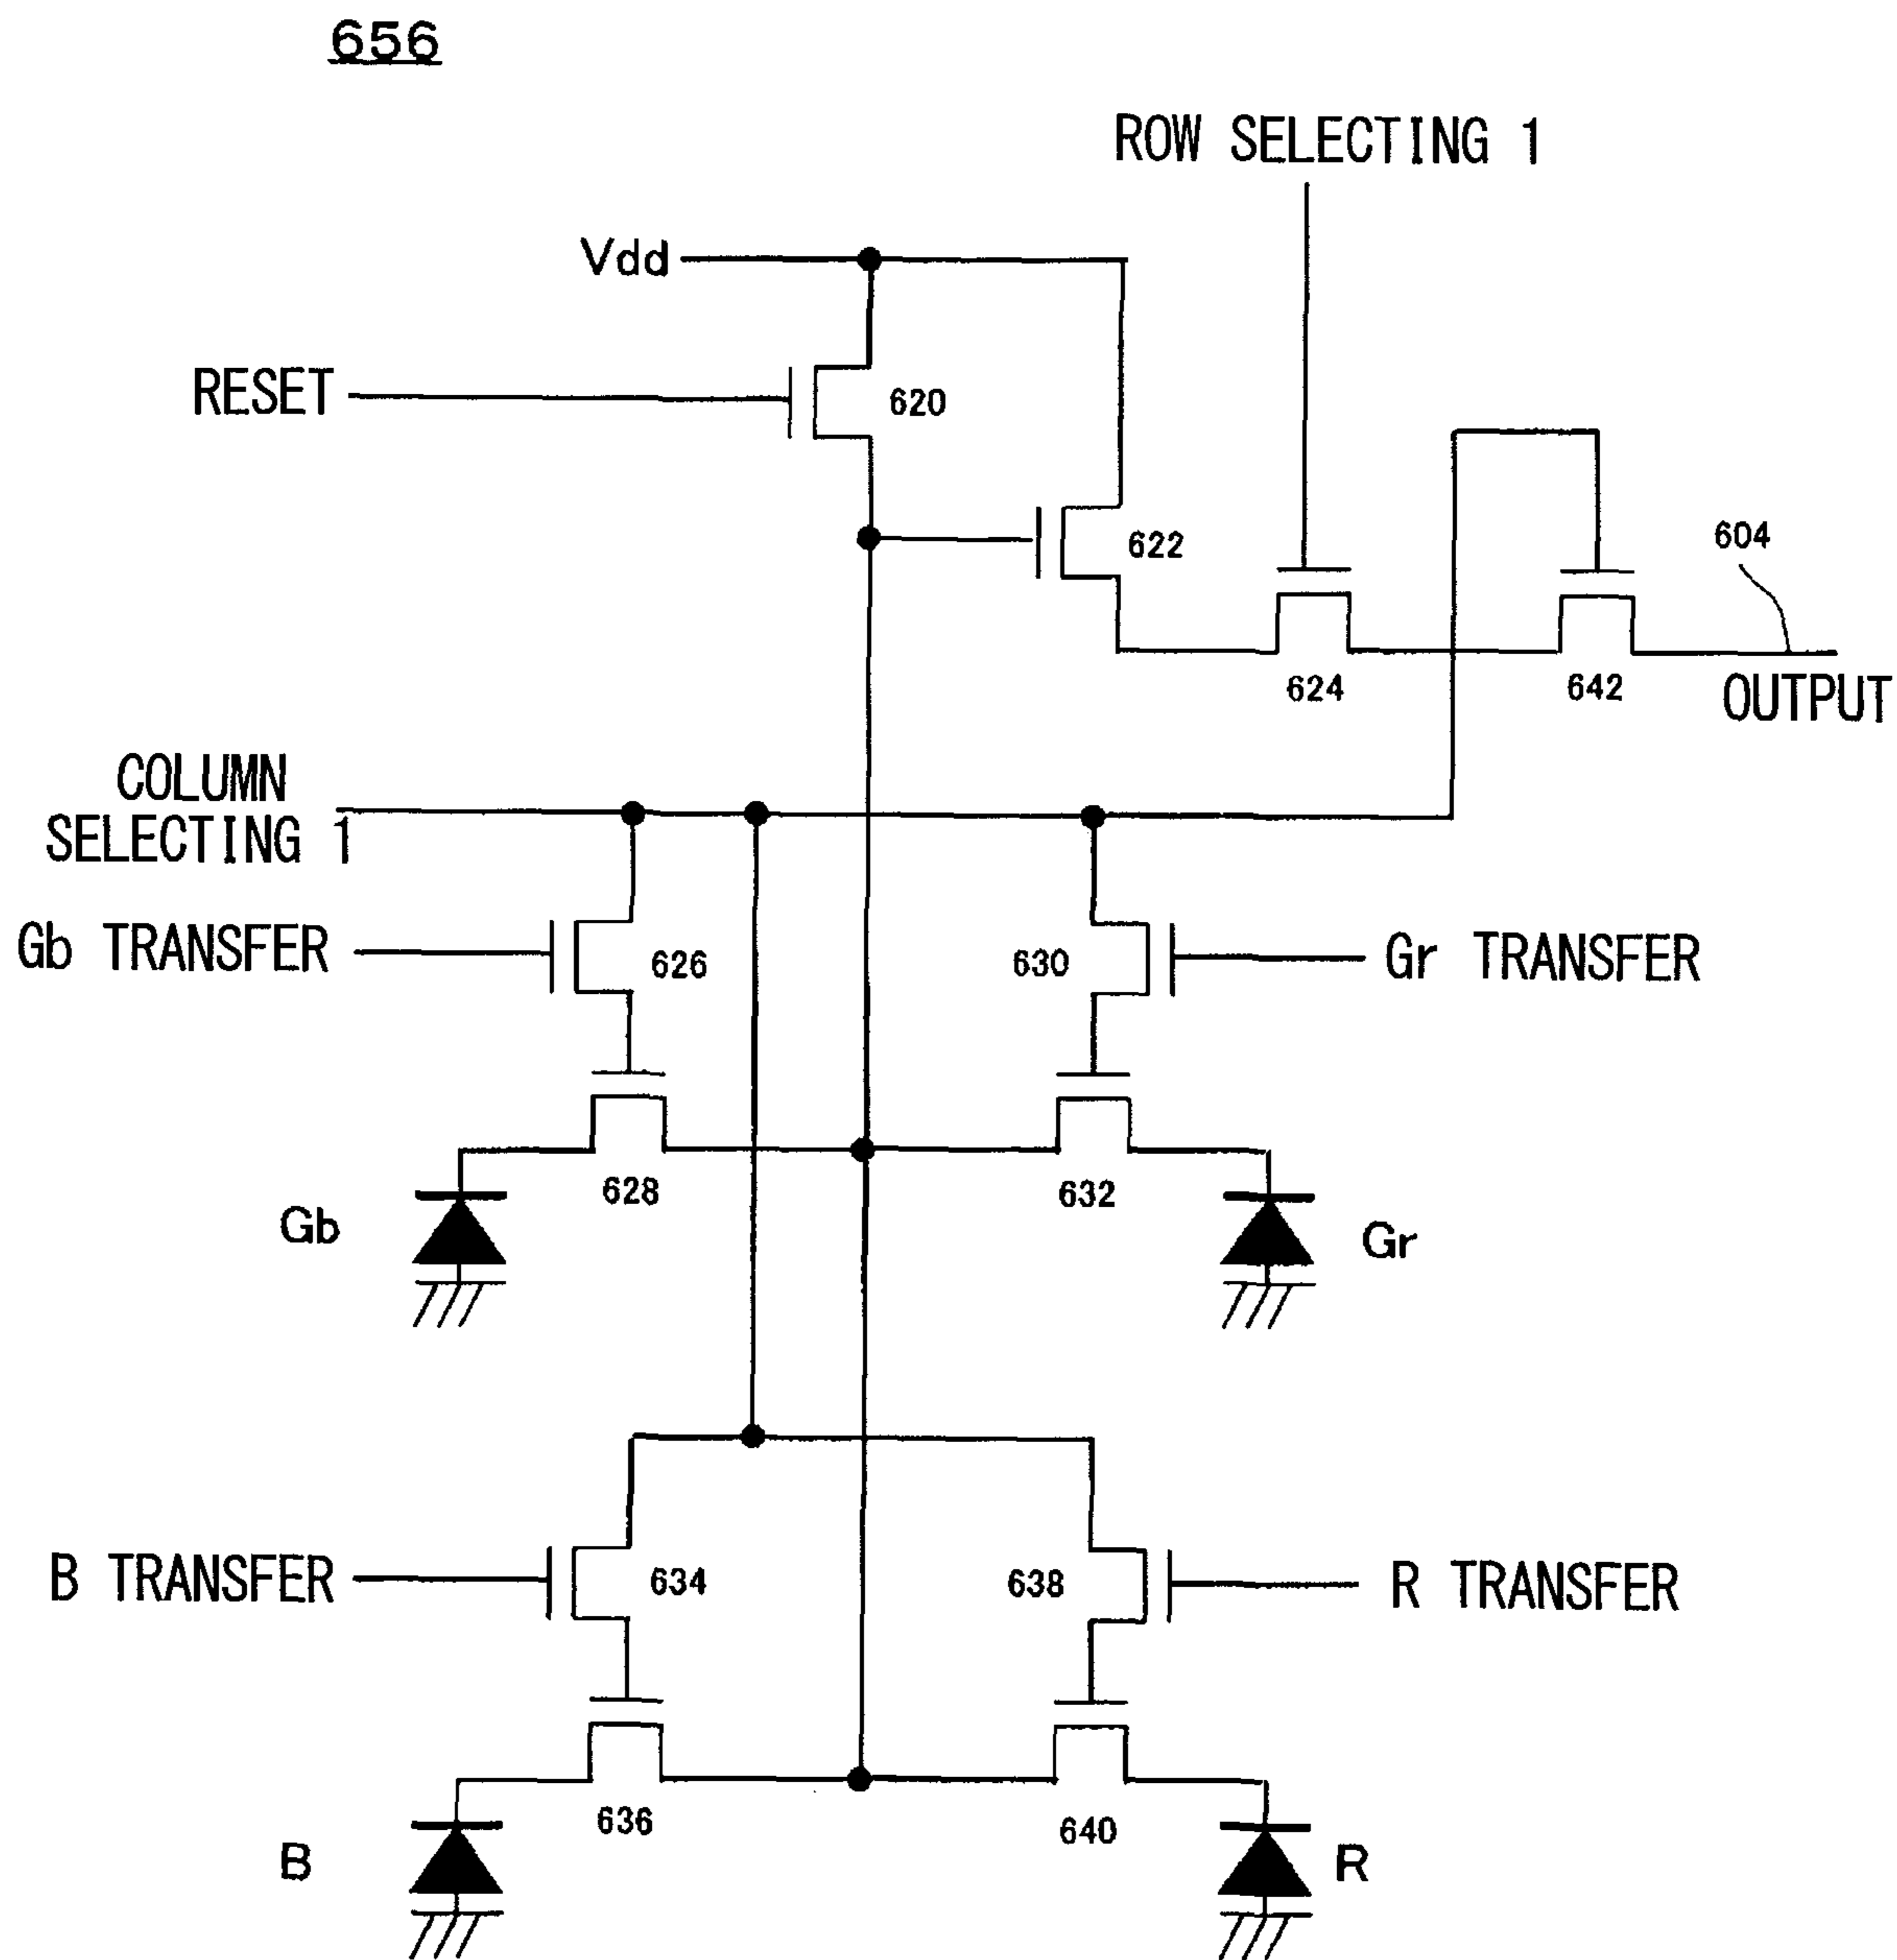 656
ROW SELECTING 1
Vdd
RESET
620
622
604
624
642
OUTPUT
COLUMN
SELECTING 1
Gb TRANSFER
626
630
Gr TRANSFER
628
632
Gb
Gr
B TRANSFER
634
638
R TRANSFER
636
640
B
R